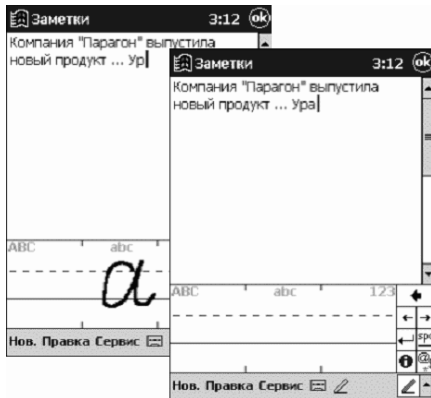 Заметки 3:12 ok
Компания "Парагон" выпустила
новый продукт ... Ур
ABC abc
a
Нов. Правка Сервис
Заметки 3:12 ok
Компания "Парагон" выпустила
новый продукт ... Ура
ABC abc 123
Нов. Правка Сервис